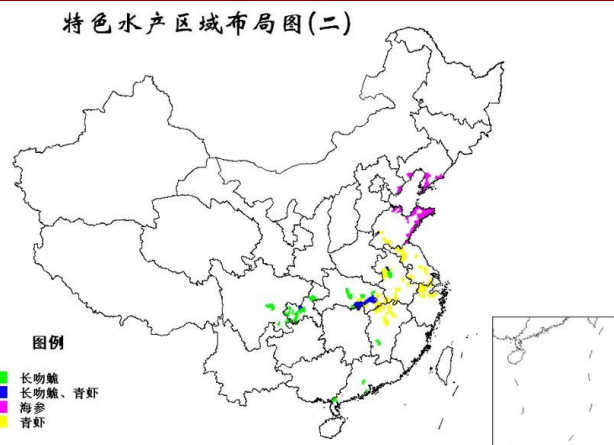 特色水产区域布局图(二)
图例
长吻鮠
长吻鮠、青虾
海参
青虾